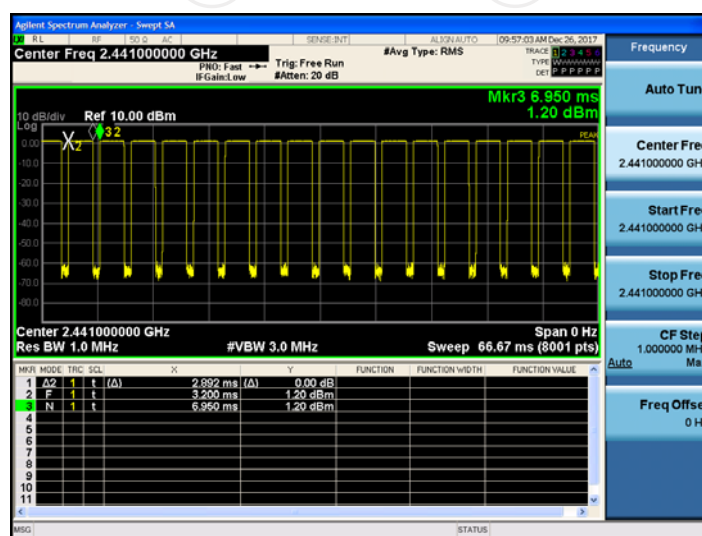 Agilent Spectrum Analyzer - Swept SA
RL RF 50 Ω AC SENSE:INT ALIGN AUTO 09:57:03 AM Dec 26, 2017
Center Freq 2.441000000 GHz
PNO: Fast Trig: Free Run #Avg Type: RMS TRACE 1 2 3 4 5 6
IFGain:Low #Atten: 20 dB TYPE WWWWWW
DET P P P P P P
Mkr3 6.950 ms
10 dB/div Ref 10.00 dBm 1.20 dBm
Log
3 2
X2
PEAK
0.00
-10.0
-20.0
-30.0
-40.0
-50.0
-60.0
-70.0
-80.0
Center 2.441000000 GHz Span 0 Hz
Res BW 1.0 MHz #VBW 3.0 MHz Sweep 66.67 ms (8001 pts)
MKR MODE TRC SCL X Y FUNCTION FUNCTION WIDTH FUNCTION VALUE
1 Δ2 1 t (Δ) 2.892 ms (Δ) 0.00 dB
2 F 1 t 3.200 ms 1.20 dBm
3 N 1 t 6.950 ms 1.20 dBm
4
5
6
7
8
9
10
11
MSG STATUS
Frequency
Auto Tun
Center Fre
2.441000000 GH
Start Fre
2.441000000 GH
Stop Fre
2.441000000 GH
CF Step
1.000000 MH
Auto Ma
Freq Offse
0 H